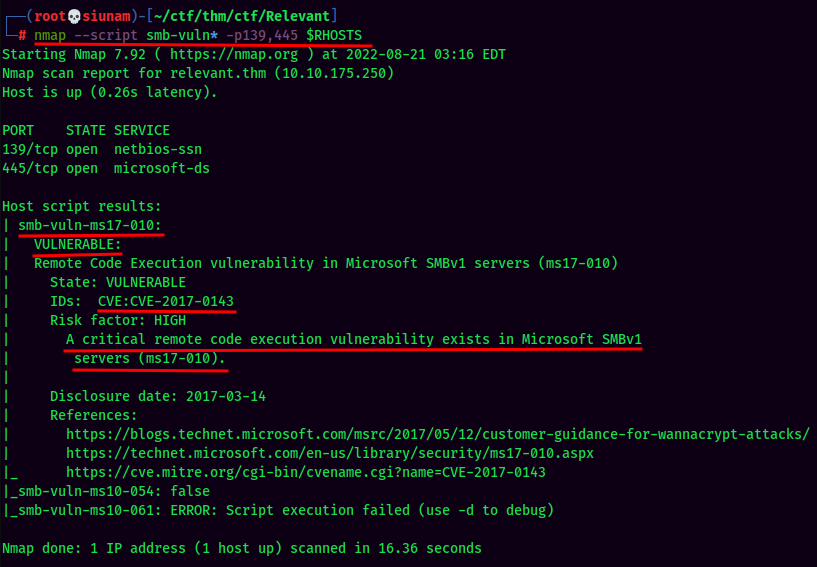 ┌──(root💀siunam)-[~/ctf/thm/ctf/Relevant]
└─# nmap --script smb-vuln* -p139,445 $RHOSTS
Starting Nmap 7.92 ( https://nmap.org ) at 2022-08-21 03:16 EDT
Nmap scan report for relevant.thm (10.10.175.250)
Host is up (0.26s latency).

PORT    STATE SERVICE
139/tcp open  netbios-ssn
445/tcp open  microsoft-ds

Host script results:
| smb-vuln-ms17-010:
|   VULNERABLE:
|   Remote Code Execution vulnerability in Microsoft SMBv1 servers (ms17-010)
|     State: VULNERABLE
|     IDs:  CVE:CVE-2017-0143
|     Risk factor: HIGH
|       A critical remote code execution vulnerability exists in Microsoft SMBv1
|        servers (ms17-010).
|
|     Disclosure date: 2017-03-14
|     References:
|       https://blogs.technet.microsoft.com/msrc/2017/05/12/customer-guidance-for-wannacrypt-attacks/
|       https://technet.microsoft.com/en-us/library/security/ms17-010.aspx
|_      https://cve.mitre.org/cgi-bin/cvename.cgi?name=CVE-2017-0143
|_smb-vuln-ms10-054: false
|_smb-vuln-ms10-061: ERROR: Script execution failed (use -d to debug)

Nmap done: 1 IP address (1 host up) scanned in 16.36 seconds